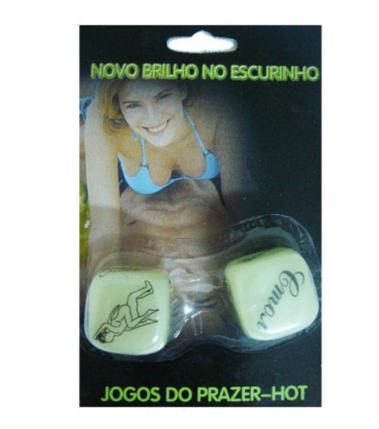 NOVO BRILHO NO ESCURINHO
Amor
JOGOS DO PRAZER-HOT